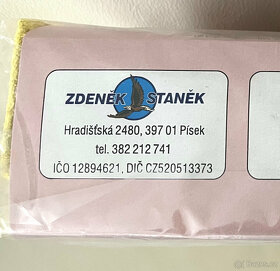 ZDENĚK STANĚK
Hradišťská 2480, 397 01 Písek
tel. 382 212 741
IČO 12894621, DIČ CZ520513373